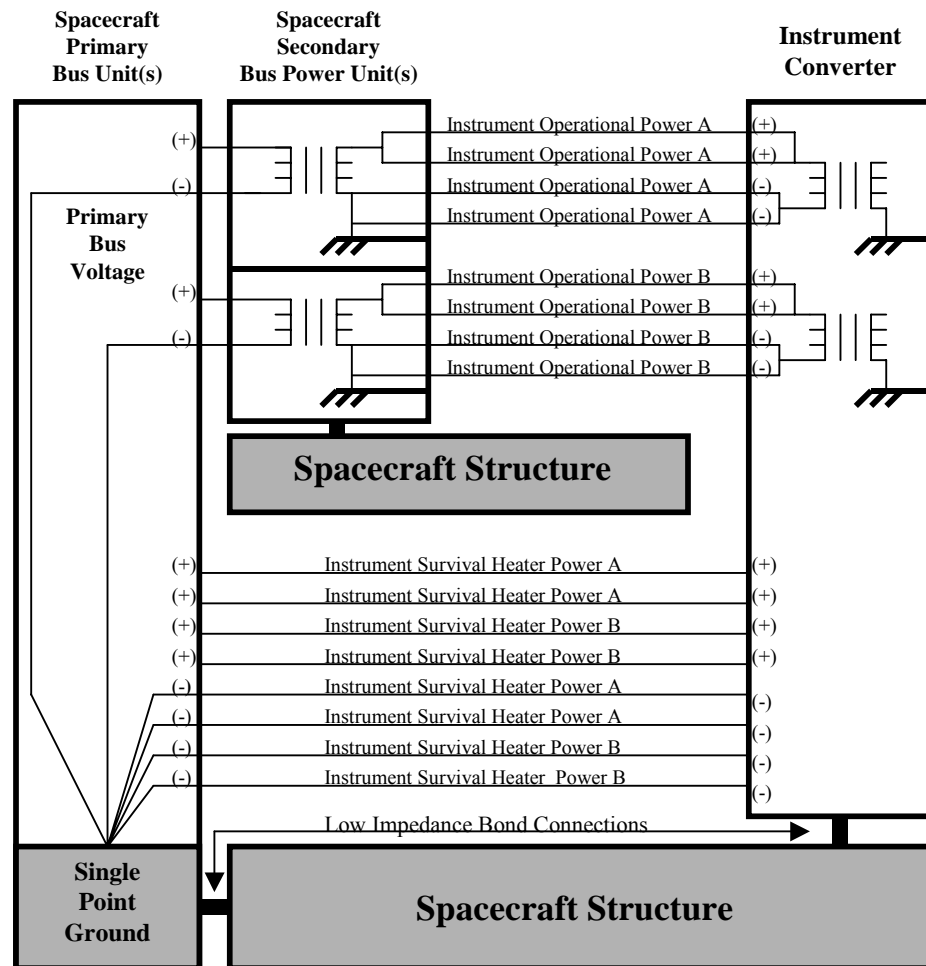 Spacecraft
Primary
Bus Unit(s)
Spacecraft
Secondary
Bus Power Unit(s)
Instrument
Converter
(+)
(-)
Primary
Bus
Voltage
(+)
(-)
Instrument Operational Power A
Instrument Operational Power A
Instrument Operational Power A
Instrument Operational Power A
(+)
(+)
(-)
(-)
Instrument Operational Power B
Instrument Operational Power B
Instrument Operational Power B
Instrument Operational Power B
(+)
(+)
(-)
(-)
Spacecraft Structure
(+) Instrument Survival Heater Power A (+)
(+) Instrument Survival Heater Power A (+)
(+) Instrument Survival Heater Power B (+)
(+) Instrument Survival Heater Power B (+)
(-) Instrument Survival Heater Power A (-)
(-) Instrument Survival Heater Power A (-)
(-) Instrument Survival Heater Power B (-)
(-) Instrument Survival Heater Power B (-)
Low Impedance Bond Connections
Single
Point
Ground
Spacecraft Structure